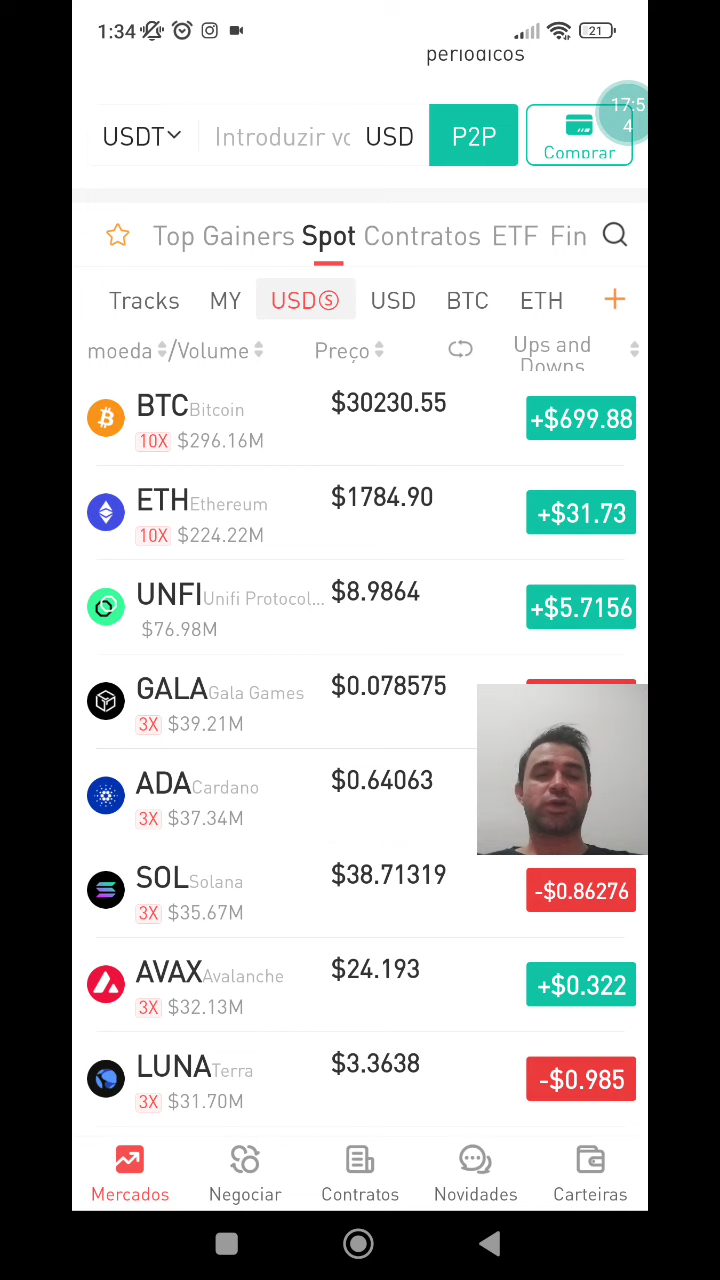 1:34 21
periódicos
17:5
4
USDT Introduzir vo USD P2P Comprar
Top Gainers Spot Contratos ETF Fin
Tracks MY USDⓈ USD BTC ETH +
moeda/Volume Preço Ups and
Downs
BTC Bitcoin $30230.55 +$699.88
10X $296.16M
ETH Ethereum $1784.90 +$31.73
10X $224.22M
UNFI Unifi Protocol... $8.9864 +$5.7156
$76.98M
GALA Gala Games $0.078575
3X $39.21M
ADA Cardano $0.64063
3X $37.34M
SOL Solana $38.71319 -$0.86276
3X $35.67M
AVAX Avalanche $24.193 +$0.322
3X $32.13M
LUNA Terra $3.3638 -$0.985
3X $31.70M
Mercados Negociar Contratos Novidades Carteiras